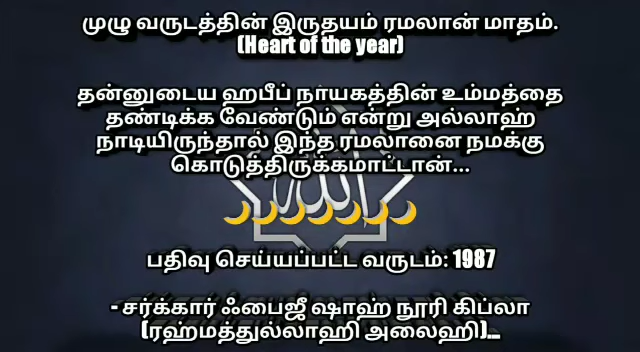 முழு வருடத்தின் இருதயம் ரமலான் மாதம்.
(Heart of the year)
தன்னுடைய ஹபீப் நாயகத்தின் உம்மத்தை
தண்டிக்க வேண்டும் என்று அல்லாஹ்
நாடியிருந்தால் இந்த ரமலானை நமக்கு
கொடுத்திருக்கமாட்டான்...
الله
🌙🌙🌙🌙🌙🌙🌙
பதிவு செய்யப்பட்ட வருடம்: 1987
- சர்க்கார் ஃபைஜீ ஷாஹ் நூரி கிப்லா
(ரஹ்மத்துல்லாஹி அலைஹி)...